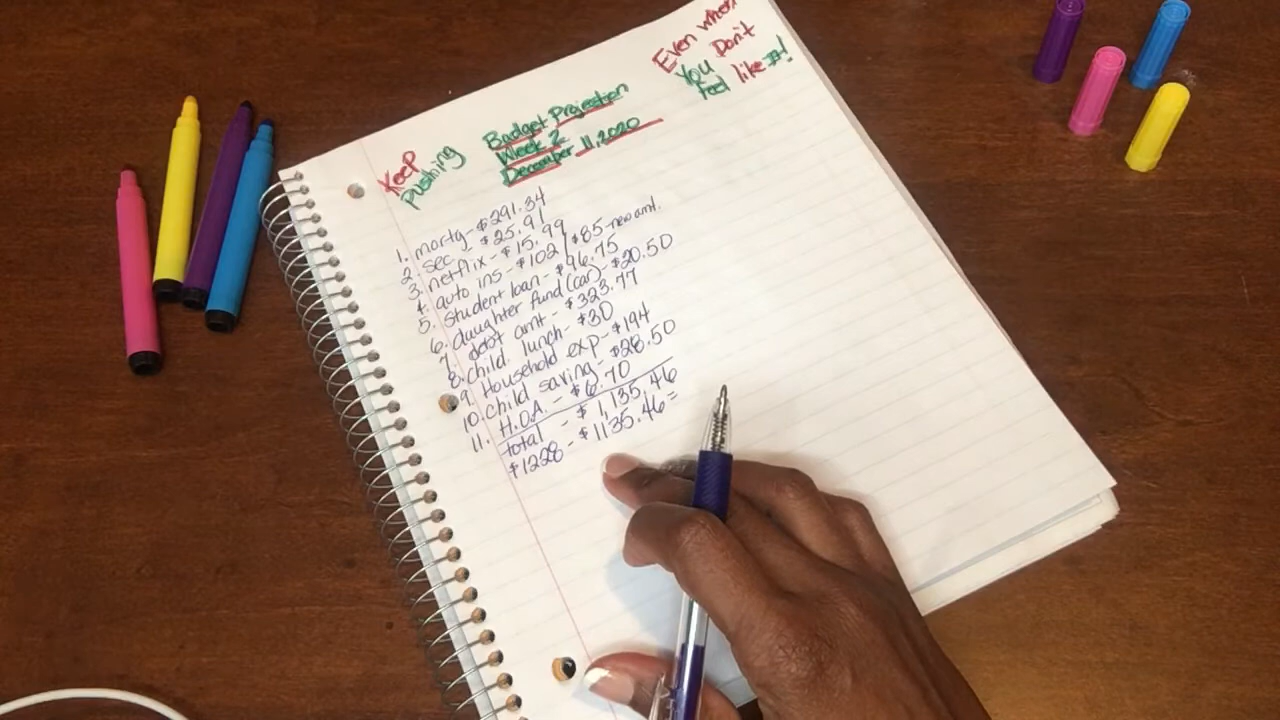 Even when
You Don't
feel like it!
Keep
pushing
Budget Projection
Week 2
December 11, 2020
1. mortg - $291.34
2. sec - $25.91
3. netflix - $15.99
4. auto ins - $102 / $85 - new amt.
5. student loan - $96.75
6. daughter fund (car) - $20.50
7. debt amt - $323.77
8. child lunch - $30
9. Household exp - $194
10. child saving - $28.50
11. H.O.A. - $6.70
total - $1,135.46
$1228 - $1135.46 =